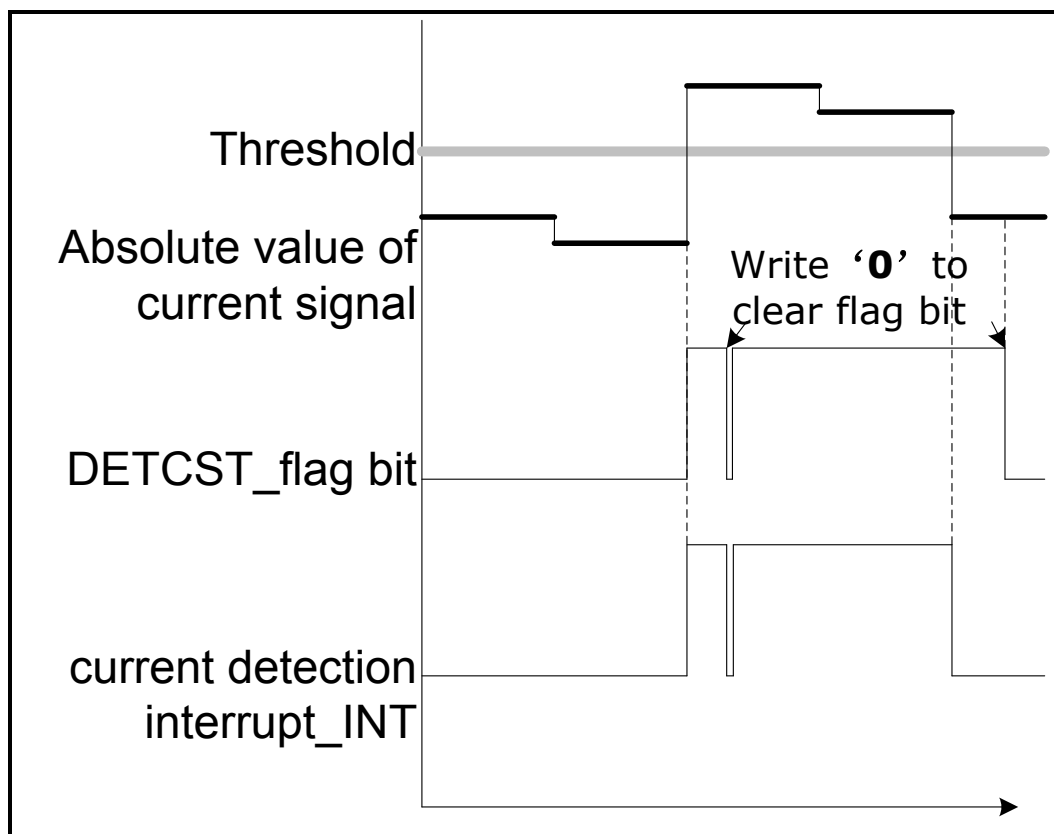 Threshold
Absolute value of
current signal
Write ‘0’ to
clear flag bit
DETCST_flag bit
current detection
interrupt_INT